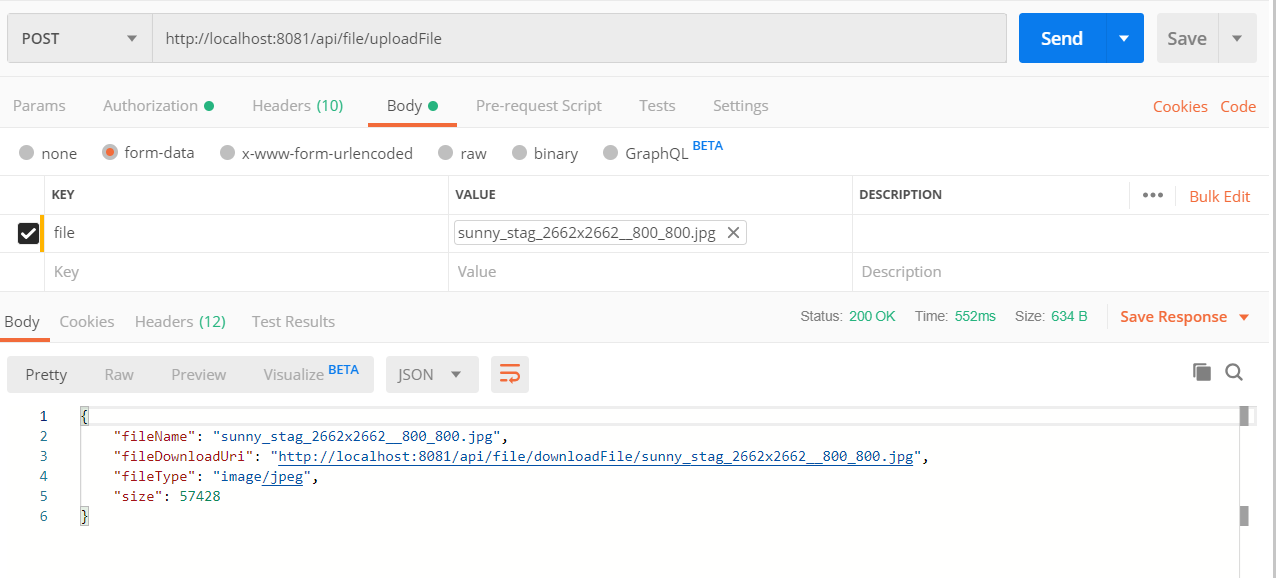 POST http://localhost:8081/api/file/uploadFile Send Save
Params Authorization Headers (10) Body Pre-request Script Tests Settings Cookies Code
none form-data x-www-form-urlencoded raw binary GraphQL BETA
KEY VALUE DESCRIPTION ••• Bulk Edit
file sunny_stag_2662x2662__800_800.jpg
Key Value Description
Body Cookies Headers (12) Test Results Status: 200 OK Time: 552ms Size: 634 B Save Response
Pretty Raw Preview Visualize BETA JSON
1 {
2 "fileName": "sunny_stag_2662x2662__800_800.jpg",
3 "fileDownloadUri": "http://localhost:8081/api/file/downloadFile/sunny_stag_2662x2662__800_800.jpg",
4 "fileType": "image/jpeg",
5 "size": 57428
6 }